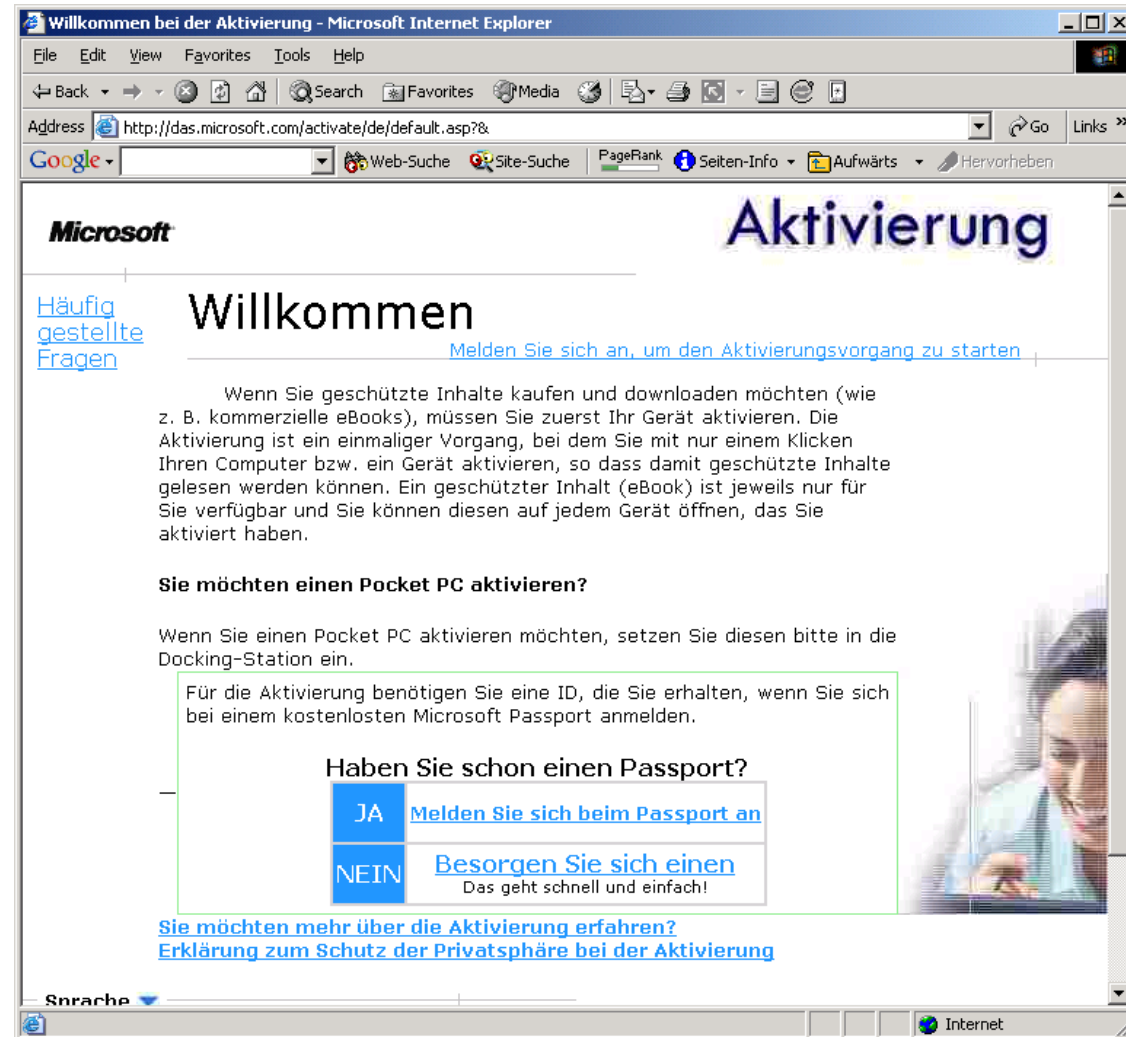 Willkommen bei der Aktivierung - Microsoft Internet Explorer
File Edit View Favorites Tools Help
Back Search Favorites Media
Address http://das.microsoft.com/activate/de/default.asp?& Go Links »
Google Web-Suche Site-Suche PageRank Seiten-Info Aufwärts Hervorheben
Microsoft
Aktivierung
Häufig
gestellte
Fragen
Willkommen
Melden Sie sich an, um den Aktivierungsvorgang zu starten
Wenn Sie geschützte Inhalte kaufen und downloaden möchten (wie
z. B. kommerzielle eBooks), müssen Sie zuerst Ihr Gerät aktivieren. Die
Aktivierung ist ein einmaliger Vorgang, bei dem Sie mit nur einem Klicken
Ihren Computer bzw. ein Gerät aktivieren, so dass damit geschützte Inhalte
gelesen werden können. Ein geschützter Inhalt (eBook) ist jeweils nur für
Sie verfügbar und Sie können diesen auf jedem Gerät öffnen, das Sie
aktiviert haben.
Sie möchten einen Pocket PC aktivieren?
Wenn Sie einen Pocket PC aktivieren möchten, setzen Sie diesen bitte in die
Docking-Station ein.
Für die Aktivierung benötigen Sie eine ID, die Sie erhalten, wenn Sie sich
bei einem kostenlosten Microsoft Passport anmelden.
Haben Sie schon einen Passport?
JA Melden Sie sich beim Passport an
NEIN Besorgen Sie sich einen
Das geht schnell und einfach!
Sie möchten mehr über die Aktivierung erfahren?
Erklärung zum Schutz der Privatsphäre bei der Aktivierung
Sprache
Internet